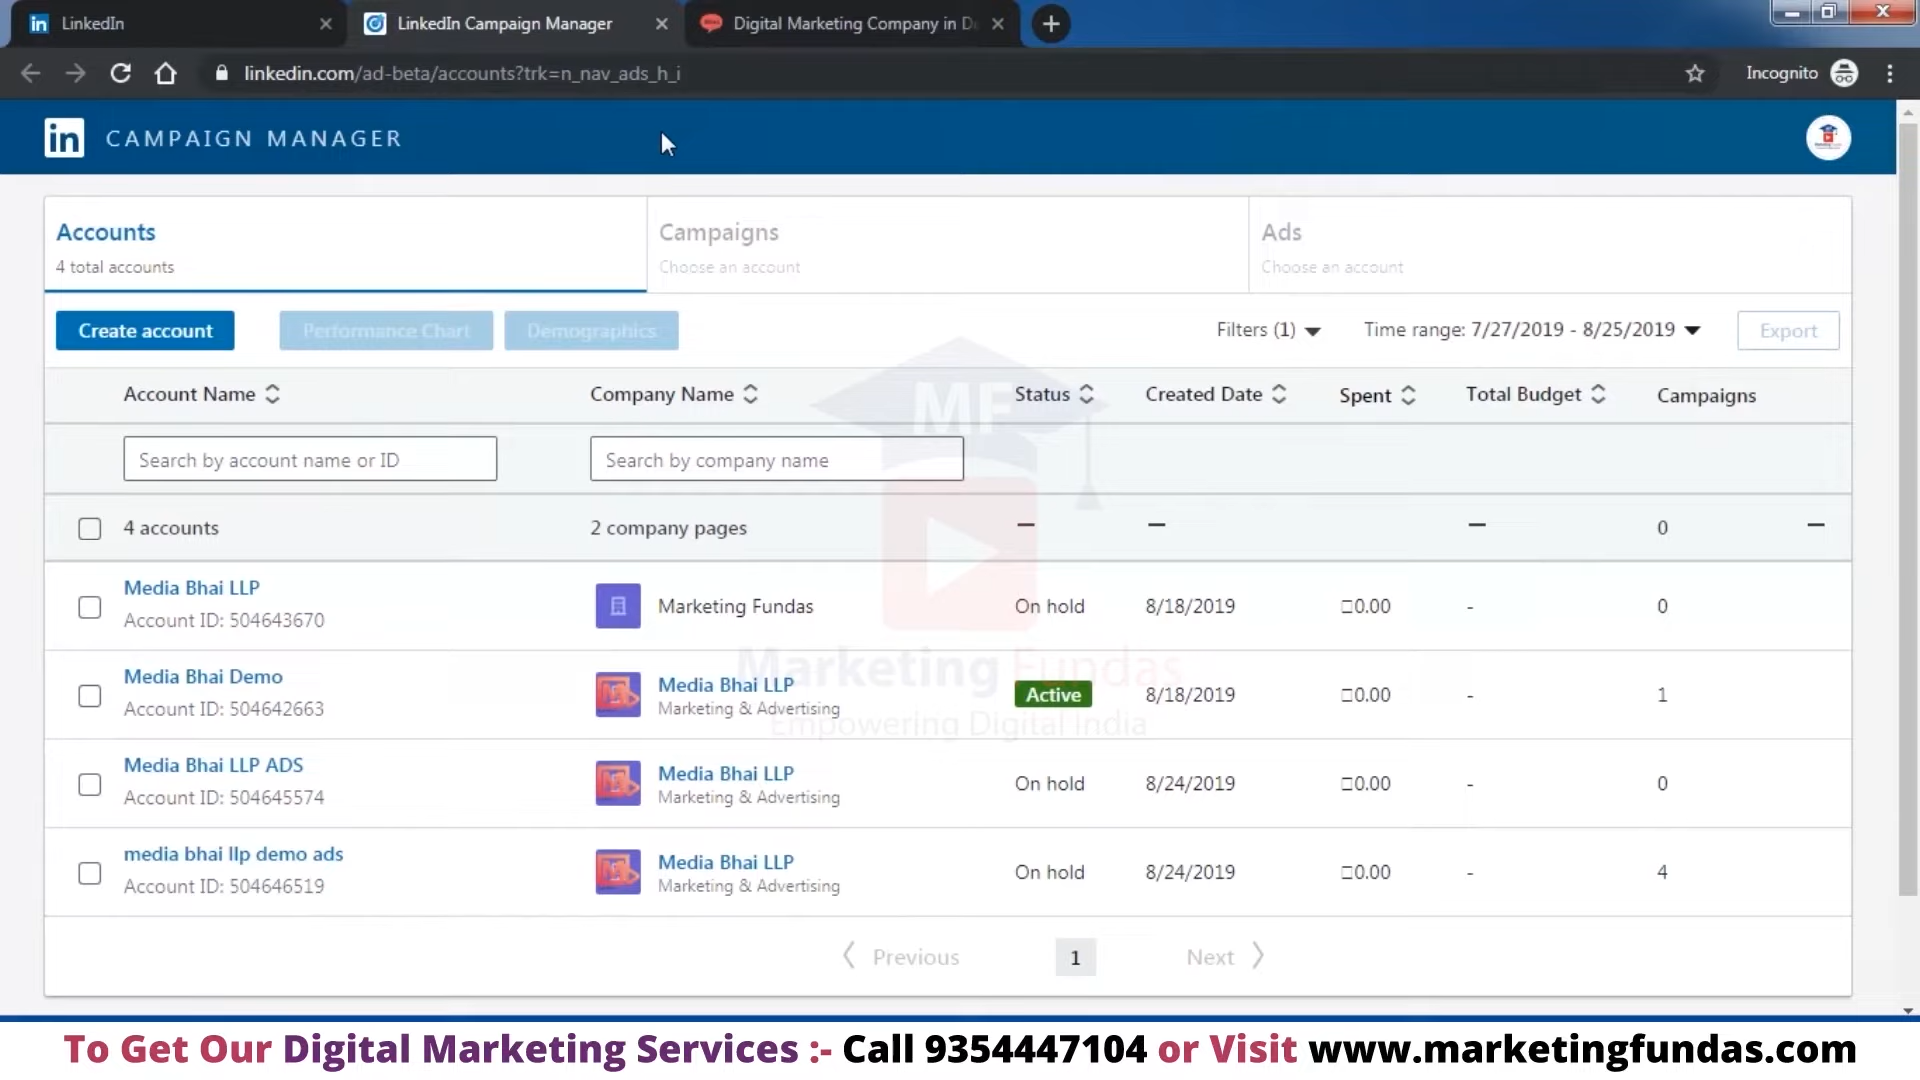 LinkedIn
LinkedIn Campaign Manager
Digital Marketing Company in D
linkedin.com/ad-beta/accounts?trk=n_nav_ads_h_i
Incognito
in CAMPAIGN MANAGER
Accounts
4 total accounts
Campaigns
Choose an account
Ads
Choose an account
Create account
Performance Chart
Demographics
Filters (1)
Time range: 7/27/2019 - 8/25/2019
Export
Account Name
Company Name
Status
Created Date
Spent
Total Budget
Campaigns
Search by account name or ID
Search by company name
4 accounts
2 company pages
—
—
—
0
—
Media Bhai LLP
Account ID: 504643670
Marketing Fundas
On hold
8/18/2019
□0.00
-
0
Media Bhai Demo
Account ID: 504642663
Media Bhai LLP
Marketing & Advertising
Active
8/18/2019
□0.00
-
1
Media Bhai LLP ADS
Account ID: 504645574
Media Bhai LLP
Marketing & Advertising
On hold
8/24/2019
□0.00
-
0
media bhai llp demo ads
Account ID: 504646519
Media Bhai LLP
Marketing & Advertising
On hold
8/24/2019
□0.00
-
4
Previous
1
Next
MF
Marketing Fundas
Empowering Digital India
To Get Our Digital Marketing Services :- Call 9354447104 or Visit www.marketingfundas.com